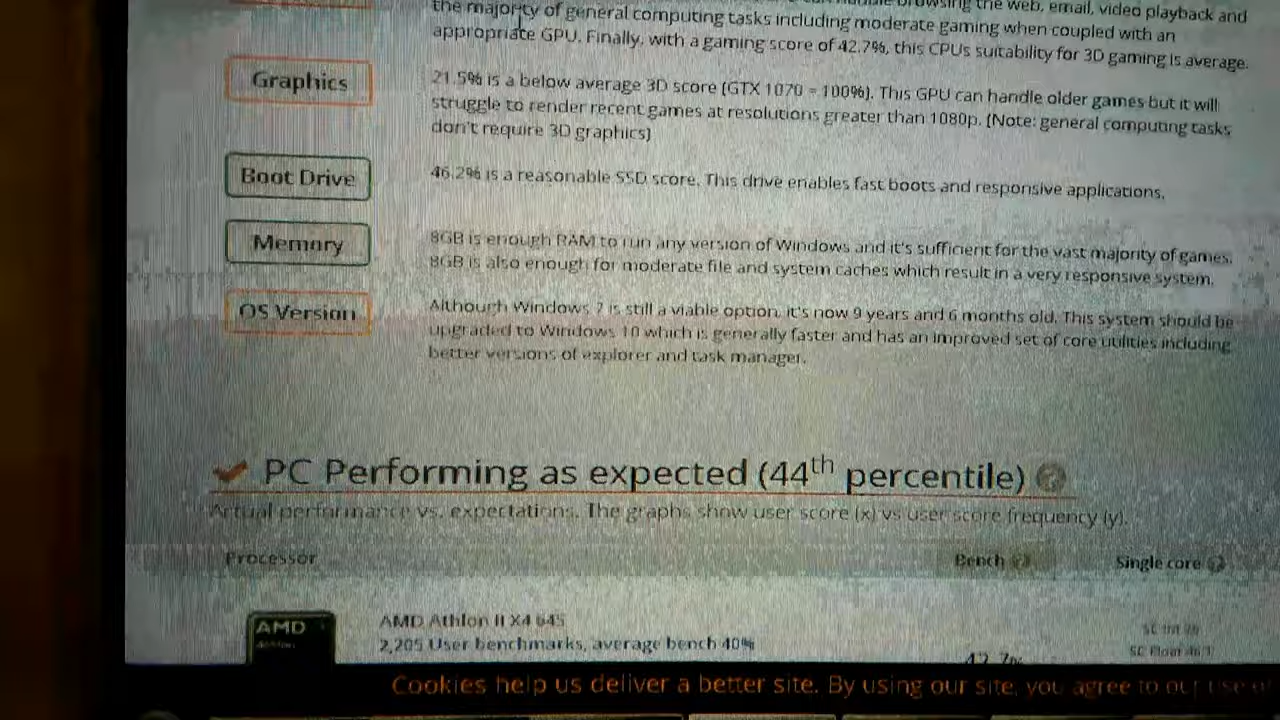 browsing the web, email, video playback and
the majority of general computing tasks including moderate gaming when coupled with an
appropriate GPU. Finally, with a gaming score of 42.7%, this CPUs suitability for 3D gaming is average.
Graphics
21.5% is a below average 3D score (GTX 1070 = 100%). This GPU can handle older games but it will
struggle to render recent games at resolutions greater than 1080p. (Note: general computing tasks
don't require 3D graphics)
Boot Drive
46.2% is a reasonable SSD score. This drive enables fast boots and responsive applications.
Memory
8GB is enough RAM to run any version of Windows and it's sufficient for the vast majority of games.
8GB is also enough for moderate file and system caches which result in a very responsive system.
OS Version
Although Windows 7 is still a viable option, it's now 9 years and 6 months old. This system should be
upgraded to Windows 10 which is generally faster and has an improved set of core utilities including
better versions of explorer and task manager.
PC Performing as expected (44th percentile) ?
Actual performance vs. expectations. The graphs show user score (x) vs user score frequency (y).
Processor Bench Single core
AMD
AMD Athlon II X4 645
2,205 User benchmarks, average bench 40%
Cookies help us deliver a better site. By using our site, you agree to our use of